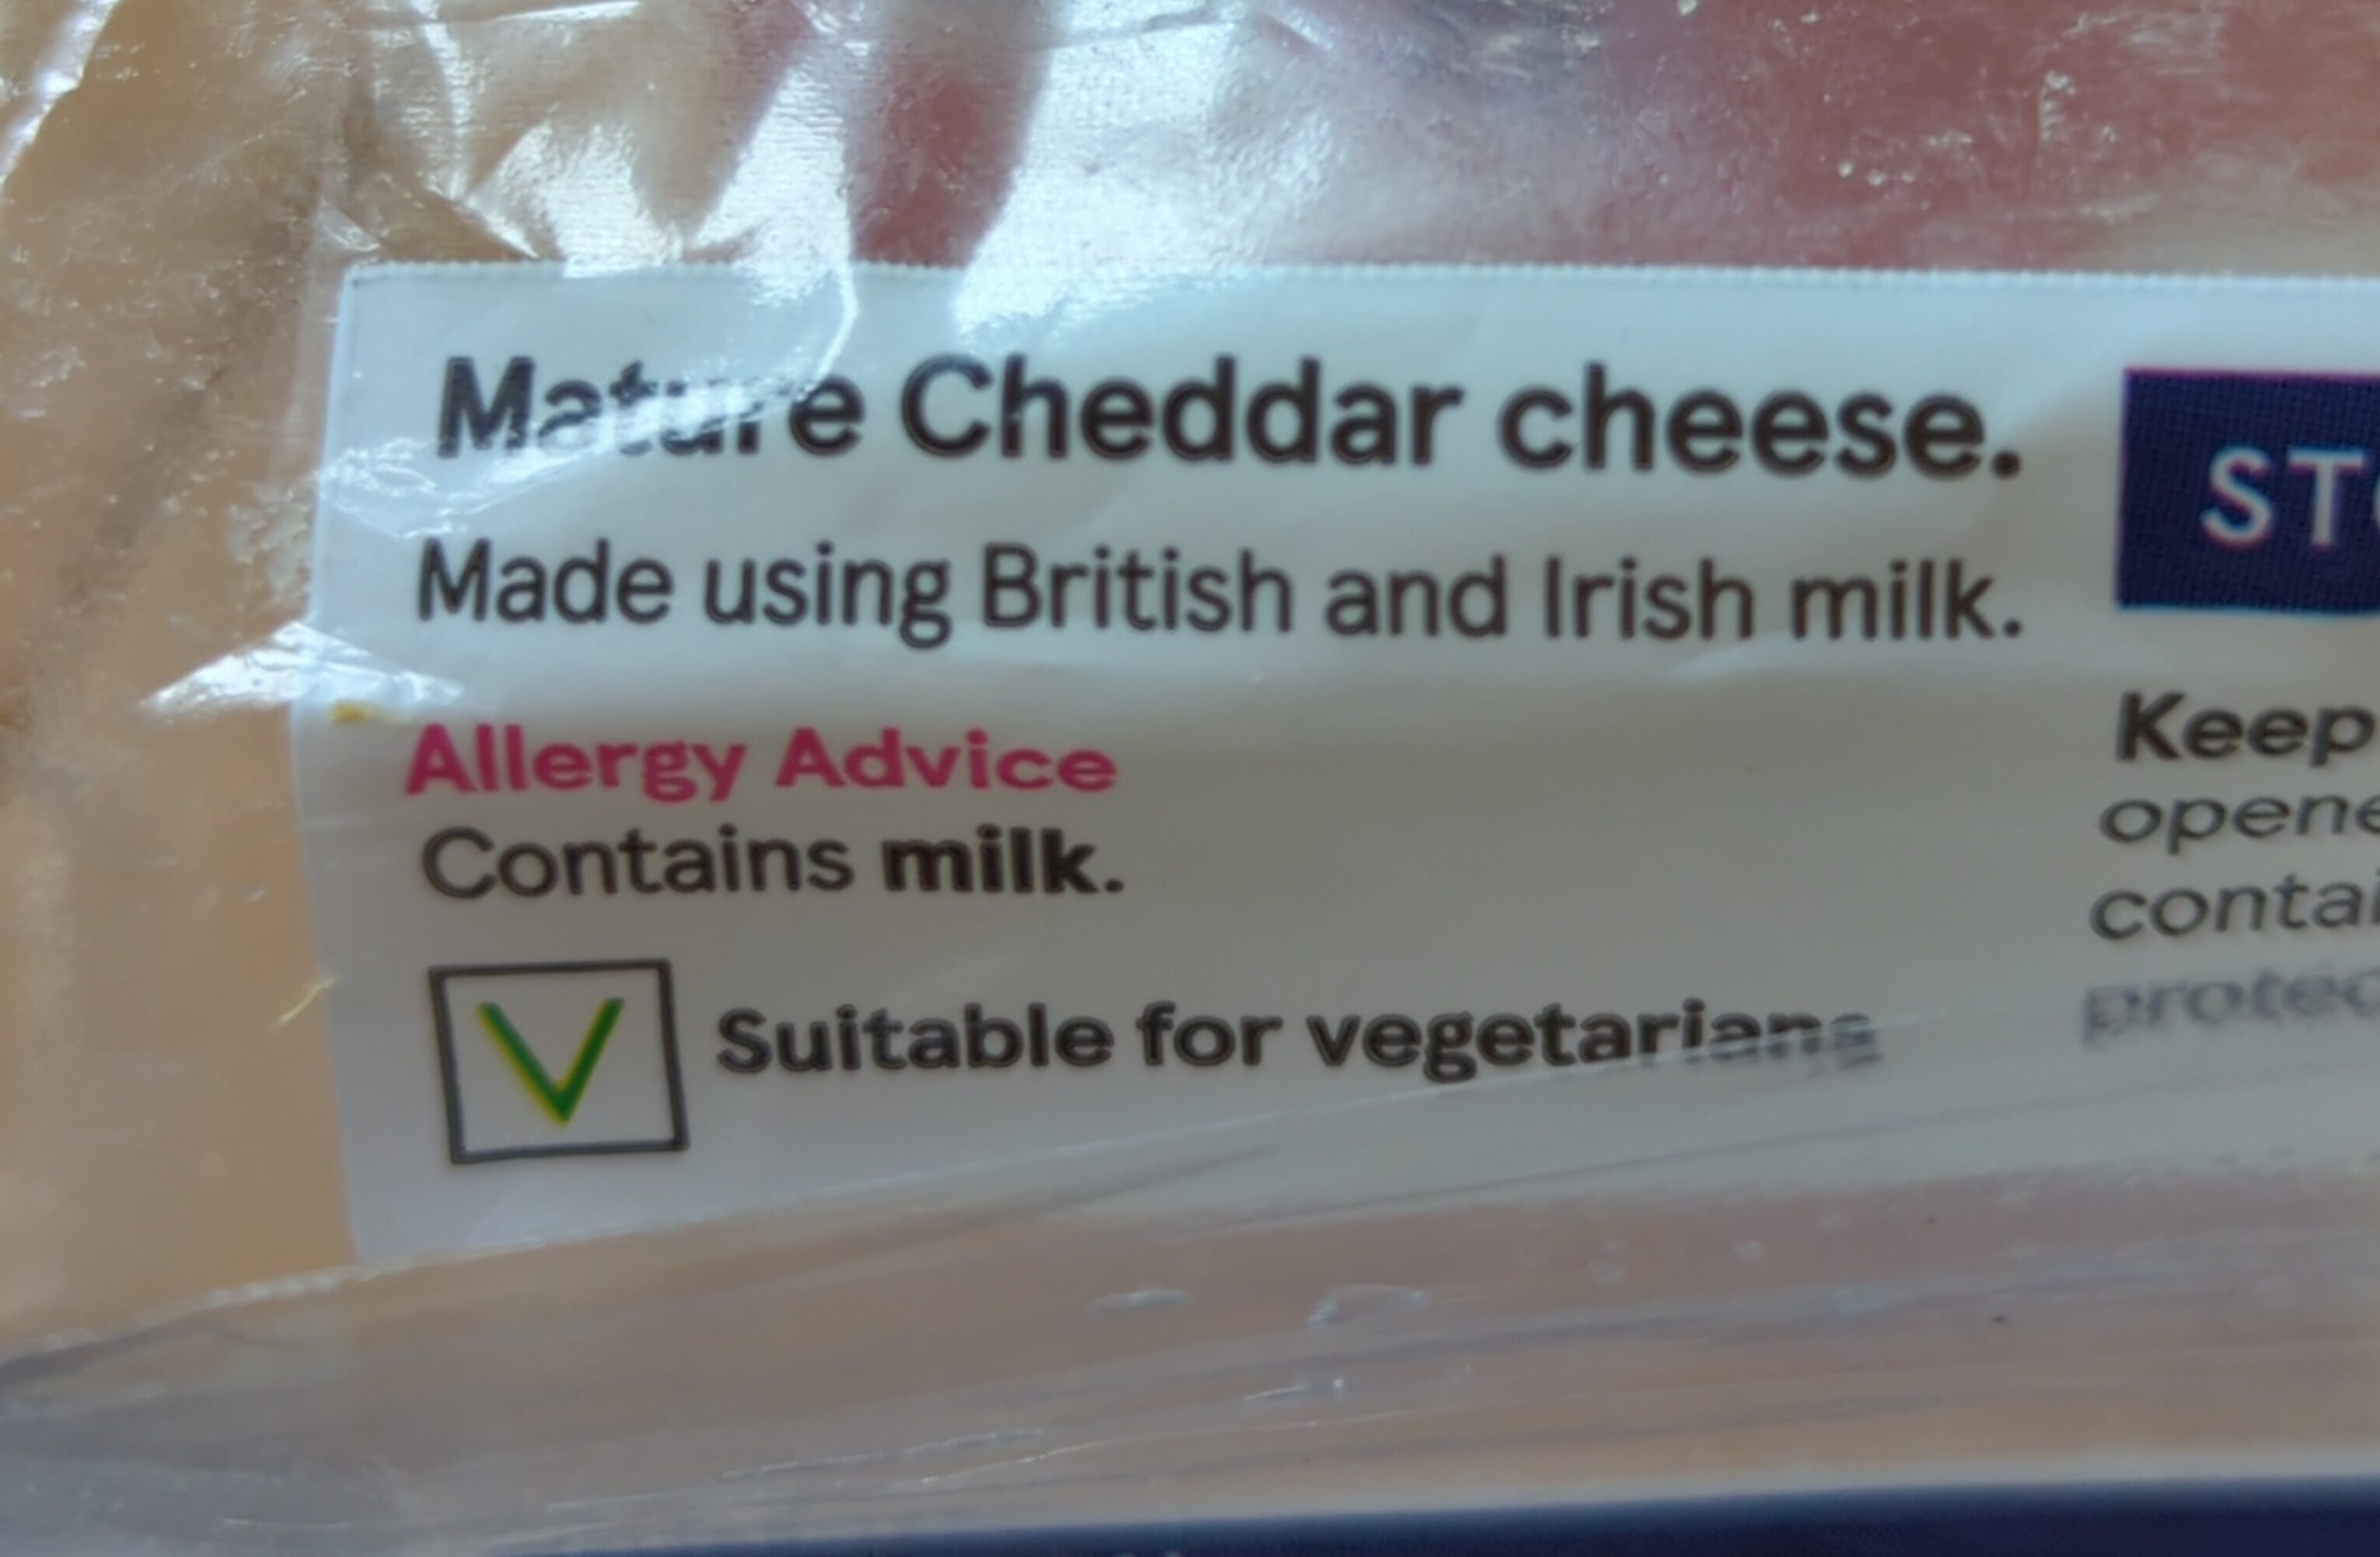 Mature Cheddar cheese.
Made using British and Irish milk.
Allergy Advice
Contains milk.
V Suitable for vegetarians
ST
Keep
opene
contai
protec